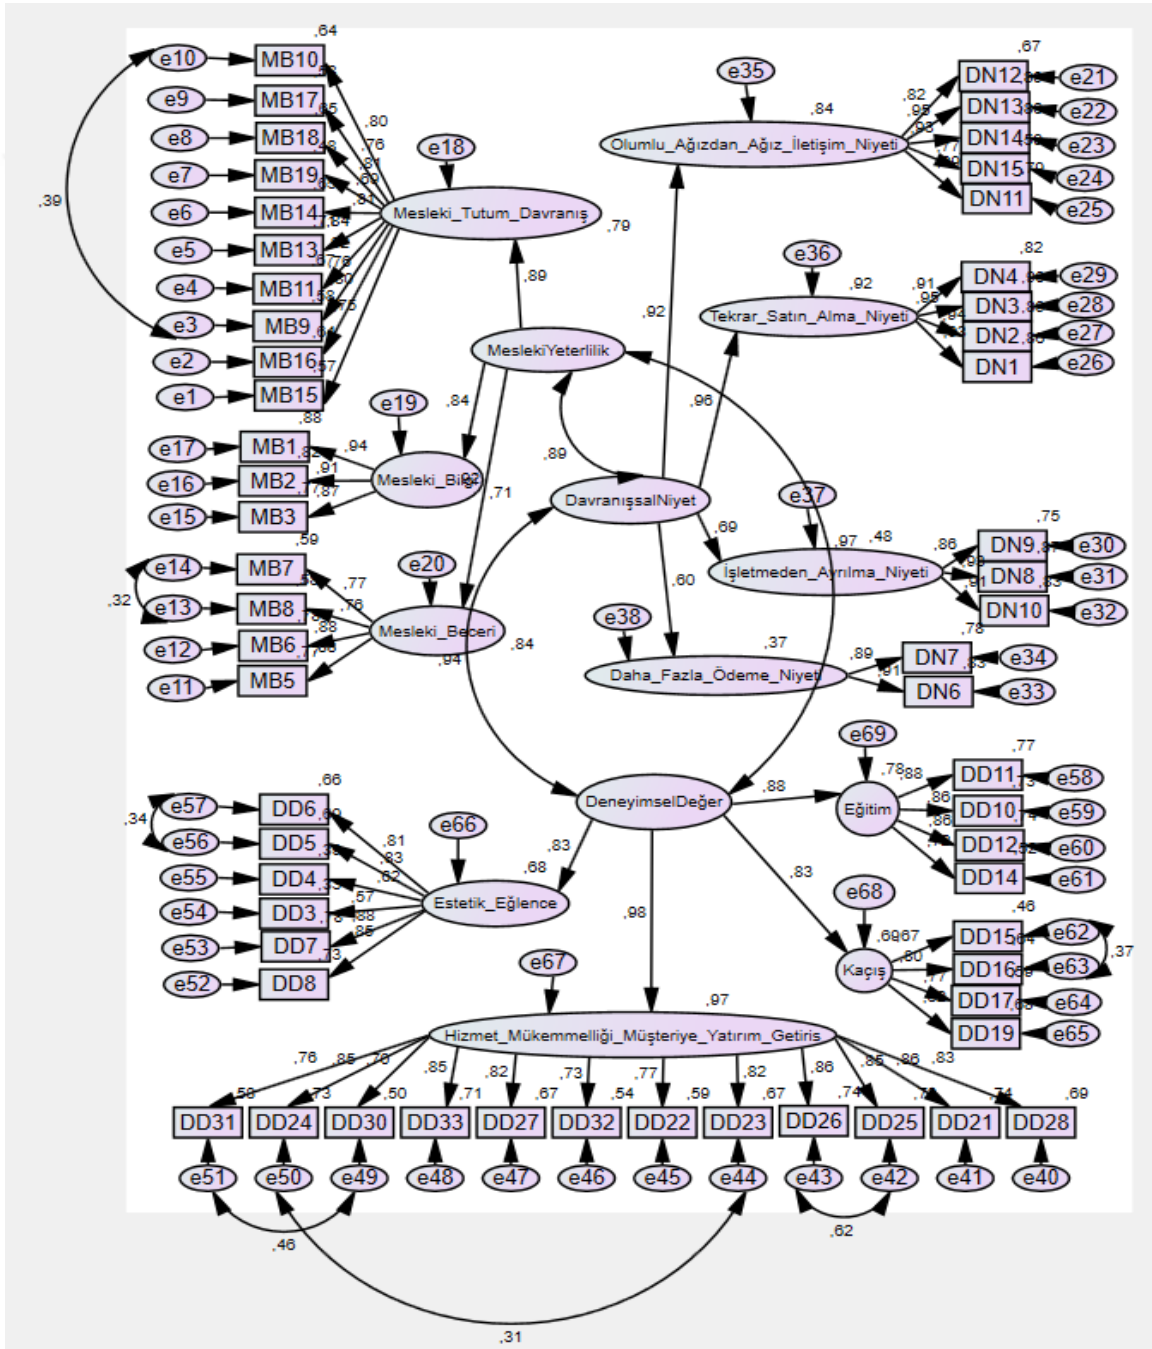 ,64
e10 MB10
e9 MB17
,80
e8 MB18
,76
e7 MB19
e6 MB14
,81
e5 MB13
e4 MB11
e3 MB9
e2 MB16
e1 MB15
,39
e18
Mesleki_Tutum_Davranış
,79
,89
MeslekiYeterlilik
e35
,84
Olumlu_Ağızdan_Ağız_İletişim_Niyeti
,67
DN12 e21
,82
DN13 e22
DN14 e23
DN15 e24
DN11 e25
e36
,92
Tekrar_Satın_Alma_Niyeti
,82
,91
DN4 e29
DN3 e28
DN2 e27
DN1 e26
,92
,96
,88
e17 MB1
,94
e16 MB2
,91
e15 MB3
,87
e19
Mesleki_Bilgi
,84
,71
,89
DavranışsalNiyet
,69
,60
e37
,97 ,48
İşletmeden_Ayrılma_Niyeti
,75
,86
DN9 e30
DN8 e31
,91
DN10 e32
,59
e14 MB7
,77
e13 MB8
,76
e12 MB6
,88
e11 MB5
,32
e20
Mesleki_Beceri
,94
,84
e38
,37
Daha_Fazla_Ödeme_Niyeti
,78
,89
DN7 e34
,91
DN6 e33
DeneyimselDeğer
,88
,83
,98
,83
e69
,78
,88
Eğitim
,77
DD11 e58
,86
DD10 e59
,86
DD12 e60
DD14 e61
,66
e57 DD6
,81
e56 DD5
,83
e55 DD4
,62
e54 DD3
,57
e53 DD7
,88
e52 DD8
,85
,73
,34
e66
,68
Estetik_Eğlence
e68
,69
,67
Kaçış
,46
DD15 e62
,80
DD16 e63
,77
DD17 e64
DD19 e65
,37
e67
,97
Hizmet_Mükemmelliği_Müşteriye_Yatırım_Getiris
,76 ,85 ,70 ,85 ,82 ,73 ,77 ,82 ,86 ,85 ,86 ,83
,58 ,73 ,50 ,71 ,67 ,54 ,59 ,67 ,74 ,74 ,69
DD31 DD24 DD30 DD33 DD27 DD32 DD22 DD23 DD26 DD25 DD21 DD28
e51 e50 e49 e48 e47 e46 e45 e44 e43 e42 e41 e40
,46
,62
,31